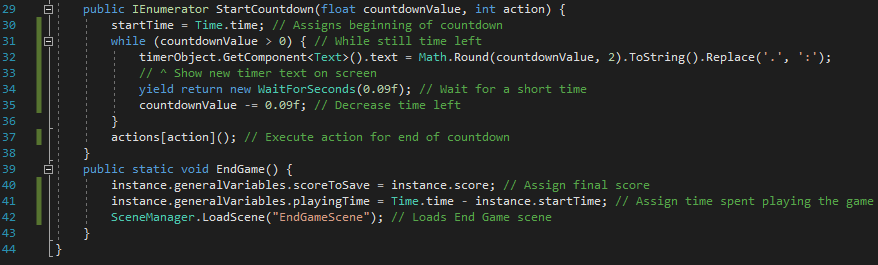 29 public IEnumerator StartCountdown(float countdownValue, int action) {
30 startTime = Time.time; // Assigns beginning of countdown
31 while (countdownValue > 0) { // While still time left
32 timerObject.GetComponent<Text>().text = Math.Round(countdownValue, 2).ToString().Replace('.', ':');
33 // ^ Show new timer text on screen
34 yield return new WaitForSeconds(0.09f); // Wait for a short time
35 countdownValue -= 0.09f; // Decrease time left
36 }
37 actions[action](); // Execute action for end of countdown
38 }
39 public static void EndGame() {
40 instance.generalVariables.scoreToSave = instance.score; // Assign final score
41 instance.generalVariables.playingTime = Time.time - instance.startTime; // Assign time spent playing the game
42 SceneManager.LoadScene("EndGameScene"); // Loads End Game scene
43 }
44 }